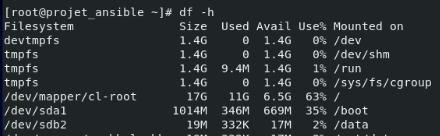 [root@projet_ansible ~]# df -h
Filesystem Size Used Avail Use% Mounted on
devtmpfs 1.4G 0 1.4G 0% /dev
tmpfs 1.4G 0 1.4G 0% /dev/shm
tmpfs 1.4G 9.4M 1.4G 1% /run
tmpfs 1.4G 0 1.4G 0% /sys/fs/cgroup
/dev/mapper/cl-root 17G 11G 6.5G 63% /
/dev/sda1 1014M 346M 669M 35% /boot
/dev/sdb2 19M 332K 17M 2% /data